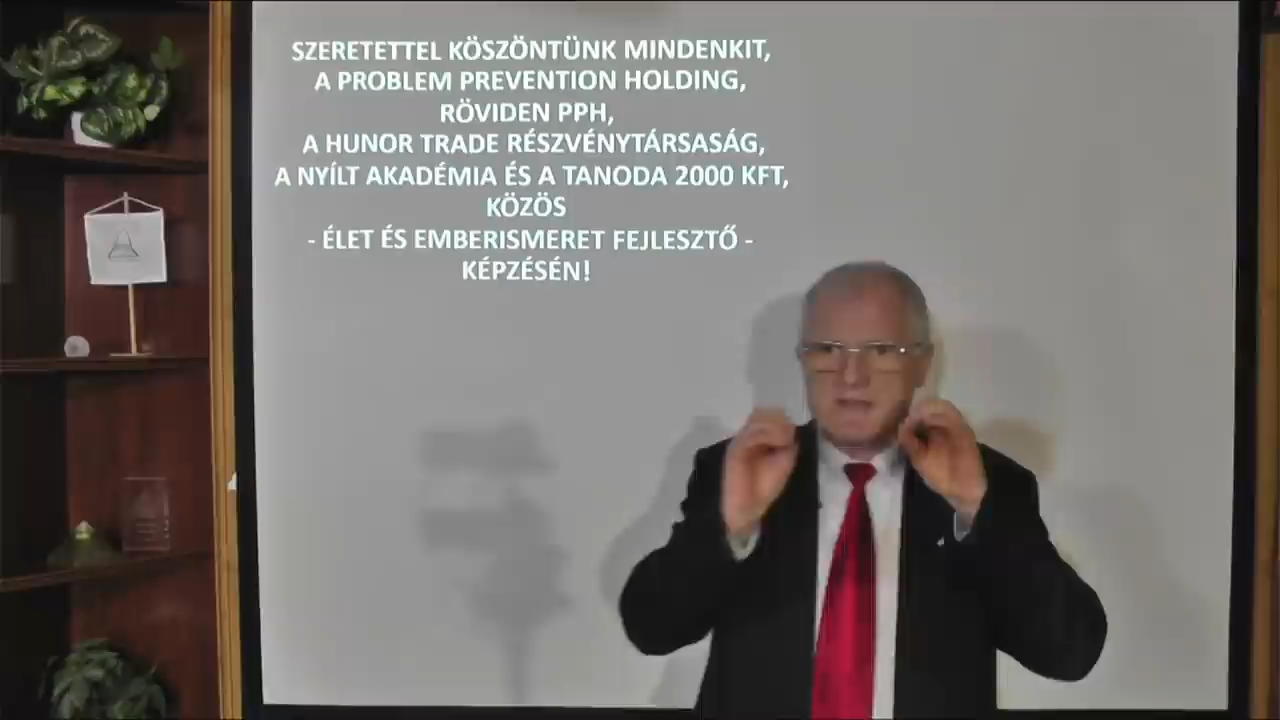 SZERETETTEL KÖSZÖNTÜNK MINDENKIT,
A PROBLEM PREVENTION HOLDING,
RÖVIDEN PPH,
A HUNOR TRADE RÉSZVÉNYTÁRSASÁG,
A NYÍLT AKADÉMIA ÉS A TANODA 2000 KFT,
KÖZÖS
- ÉLET ÉS EMBERISMERET FEJLESZTŐ -
KÉPZÉSÉN!